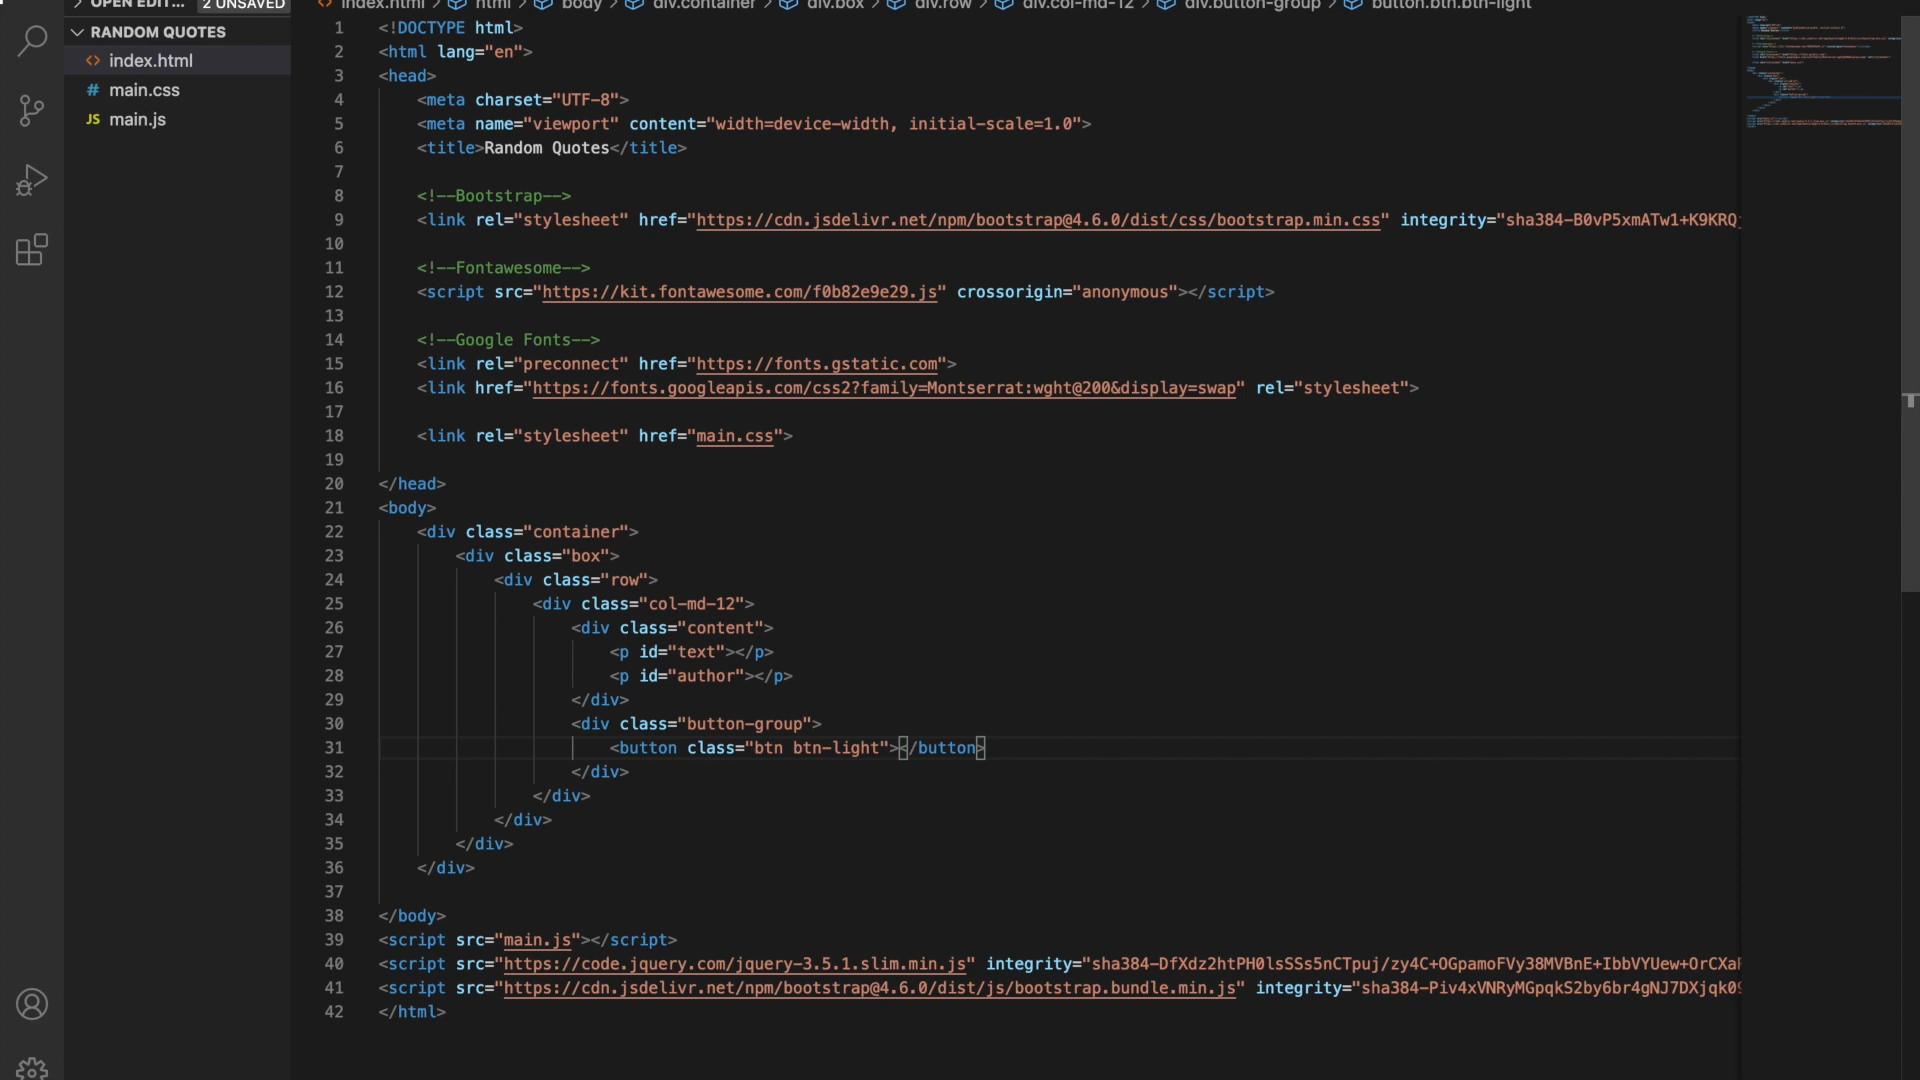 OPEN EDIT... 2 UNSAVED
RANDOM QUOTES
<> index.html
# main.css
JS main.js
<> index.html > html > body > div.container > div.box > div.row > div.col-md-12 > div.button-group > button.btn.btn-light
1 <!DOCTYPE html>
2 <html lang="en">
3 <head>
4 <meta charset="UTF-8">
5 <meta name="viewport" content="width=device-width, initial-scale=1.0">
6 <title>Random Quotes</title>
7
8 <!--Bootstrap-->
9 <link rel="stylesheet" href="https://cdn.jsdelivr.net/npm/bootstrap@4.6.0/dist/css/bootstrap.min.css" integrity="sha384-B0vP5xmATw1+K9KRQ
10
11 <!--Fontawesome-->
12 <script src="https://kit.fontawesome.com/f0b82e9e29.js" crossorigin="anonymous"></script>
13
14 <!--Google Fonts-->
15 <link rel="preconnect" href="https://fonts.gstatic.com">
16 <link href="https://fonts.googleapis.com/css2?family=Montserrat:wght@200&display=swap" rel="stylesheet">
17
18 <link rel="stylesheet" href="main.css">
19
20 </head>
21 <body>
22 <div class="container">
23 <div class="box">
24 <div class="row">
25 <div class="col-md-12">
26 <div class="content">
27 <p id="text"></p>
28 <p id="author"></p>
29 </div>
30 <div class="button-group">
31 <button class="btn btn-light"></button>
32 </div>
33 </div>
34 </div>
35 </div>
36 </div>
37
38 </body>
39 <script src="main.js"></script>
40 <script src="https://code.jquery.com/jquery-3.5.1.slim.min.js" integrity="sha384-DfXdz2htPH0lsSSs5nCTpuj/zy4C+OGpamoFVy38MVBnE+IbbVYUew+OrCXa
41 <script src="https://cdn.jsdelivr.net/npm/bootstrap@4.6.0/dist/js/bootstrap.bundle.min.js" integrity="sha384-Piv4xVNRyMGpqkS2by6br4gNJ7DXjqk0
42 </html>